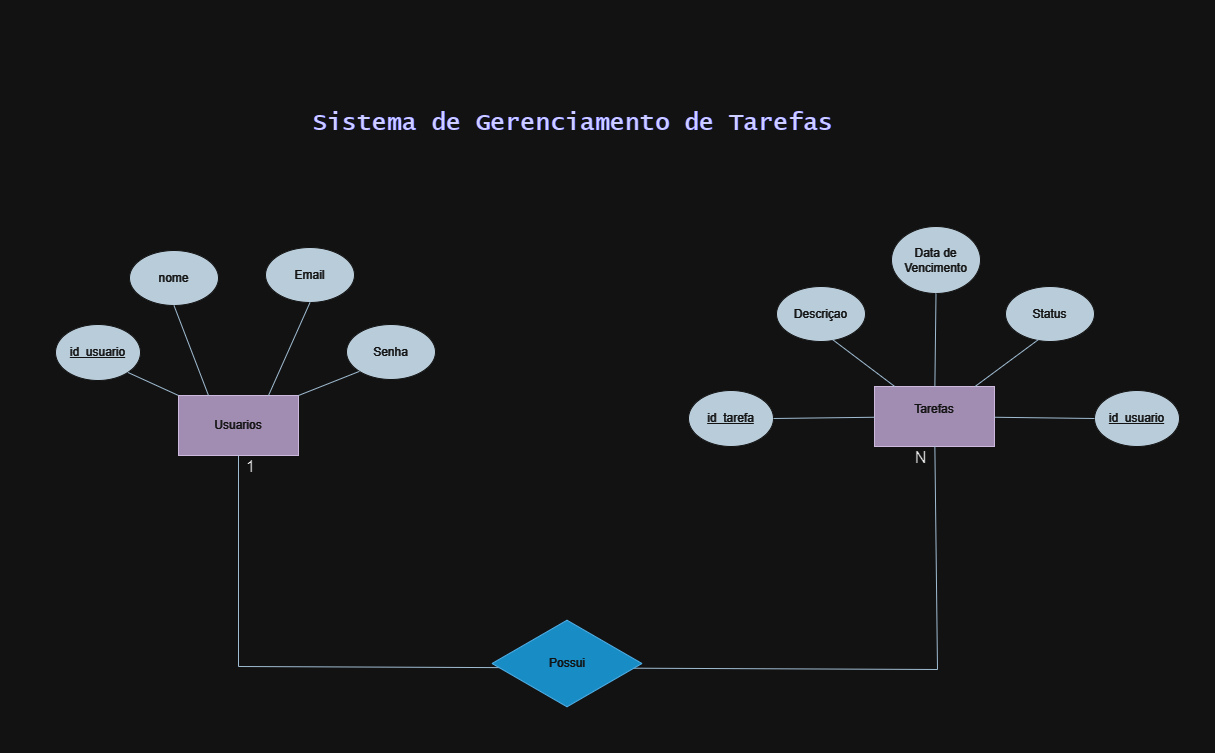 Sistema de Gerenciamento de Tarefas
nome
Email
id_usuario
Senha
Usuarios
1
Data de
Vencimento
Descriçao
Status
id_tarefa
Tarefas
id_usuario
N
Possui